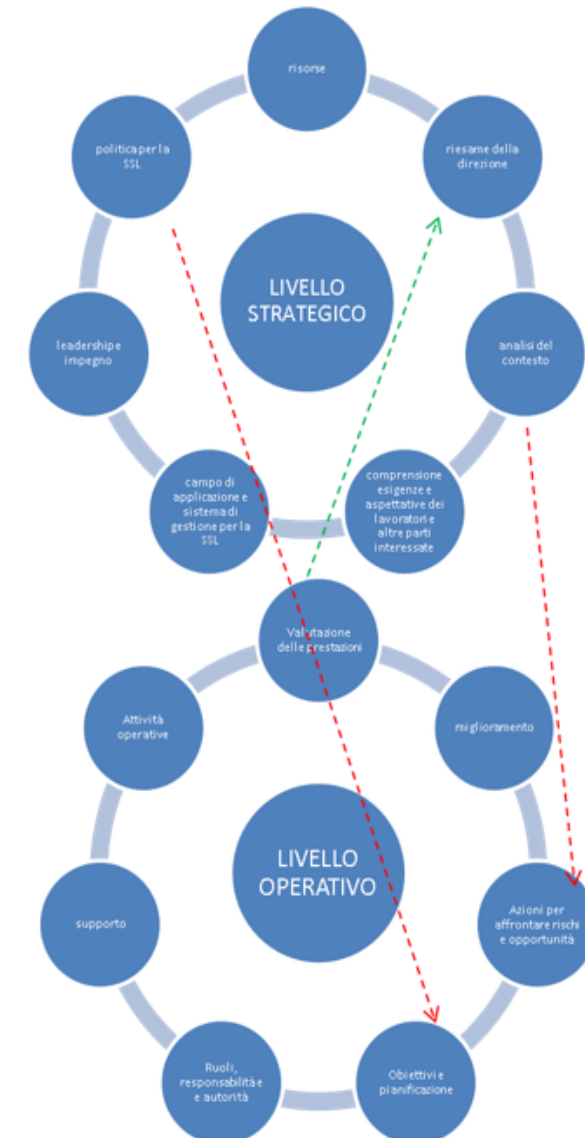 risorse
politica per la
SSL
riesame della
direzione
LIVELLO
STRATEGICO
leadership e
impegno
analisi del
contesto
campo di
applicazione e
sistema di
gestione per la
SSL
comprensione
esigenze e
aspettative dei
lavoratori e
altre parti
interessate
Valutazione
delle prestazioni
Attività
operative
miglioramento
LIVELLO
OPERATIVO
supporto
Azioni per
affrontare rischi
e opportunità
Ruoli,
responsabilità e
e autorità
Obiettivi e
pianificazione